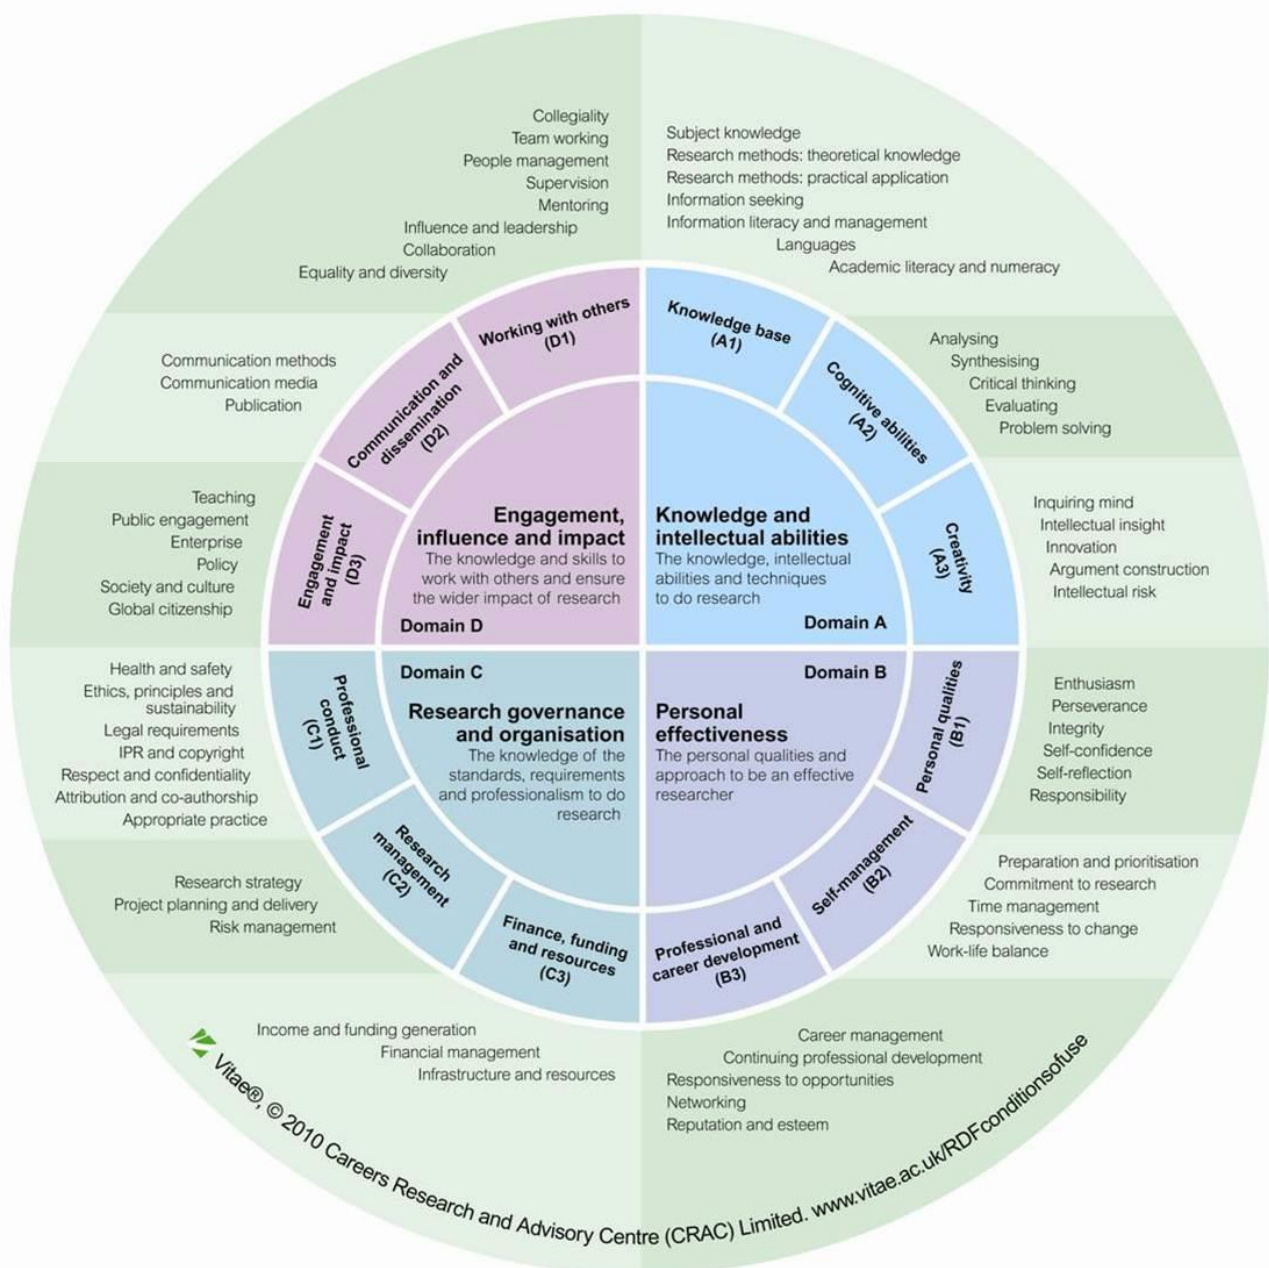 Collegiality
Team working
People management
Supervision
Mentoring
Influence and leadership
Collaboration
Equality and diversity
Subject knowledge
Research methods: theoretical knowledge
Research methods: practical application
Information seeking
Information literacy and management
Languages
Academic literacy and numeracy
Working with others
(D1)
Knowledge base
(A1)
Communication methods
Communication media
Publication
Communication and
dissemination
(D2)
Cognitive abilities
(A2)
Analysing
Synthesising
Critical thinking
Evaluating
Problem solving
Teaching
Public engagement
Enterprise
Policy
Society and culture
Global citizenship
Engagement
and impact
(D3)
Engagement,
influence and impact
The knowledge and skills to
work with others and ensure
the wider impact of research
Domain D
Knowledge and
intellectual abilities
The knowledge, intellectual
abilities and techniques
to do research
Domain A
Creativity
(A3)
Inquiring mind
Intellectual insight
Innovation
Argument construction
Intellectual risk
Health and safety
Ethics, principles and
sustainability
Legal requirements
IPR and copyright
Respect and confidentiality
Attribution and co-authorship
Appropriate practice
Professional
conduct
(C1)
Domain C
Research governance
and organisation
The knowledge of the
standards, requirements
and professionalism to do
research
Domain B
Personal
effectiveness
The personal qualities and
approach to be an effective
researcher
Personal qualities
(B1)
Enthusiasm
Perseverance
Integrity
Self-confidence
Self-reflection
Responsibility
Research strategy
Project planning and delivery
Risk management
Research
management
(C2)
Self-management
(B2)
Preparation and prioritisation
Commitment to research
Time management
Responsiveness to change
Work-life balance
Finance, funding
and resources
(C3)
Professional and
career development
(B3)
Income and funding generation
Financial management
Infrastructure and resources
Career management
Continuing professional development
Responsiveness to opportunities
Networking
Reputation and esteem
Vitae®, © 2010 Careers Research and Advisory Centre (CRAC) Limited. www.vitae.ac.uk/RDFconditionsofuse